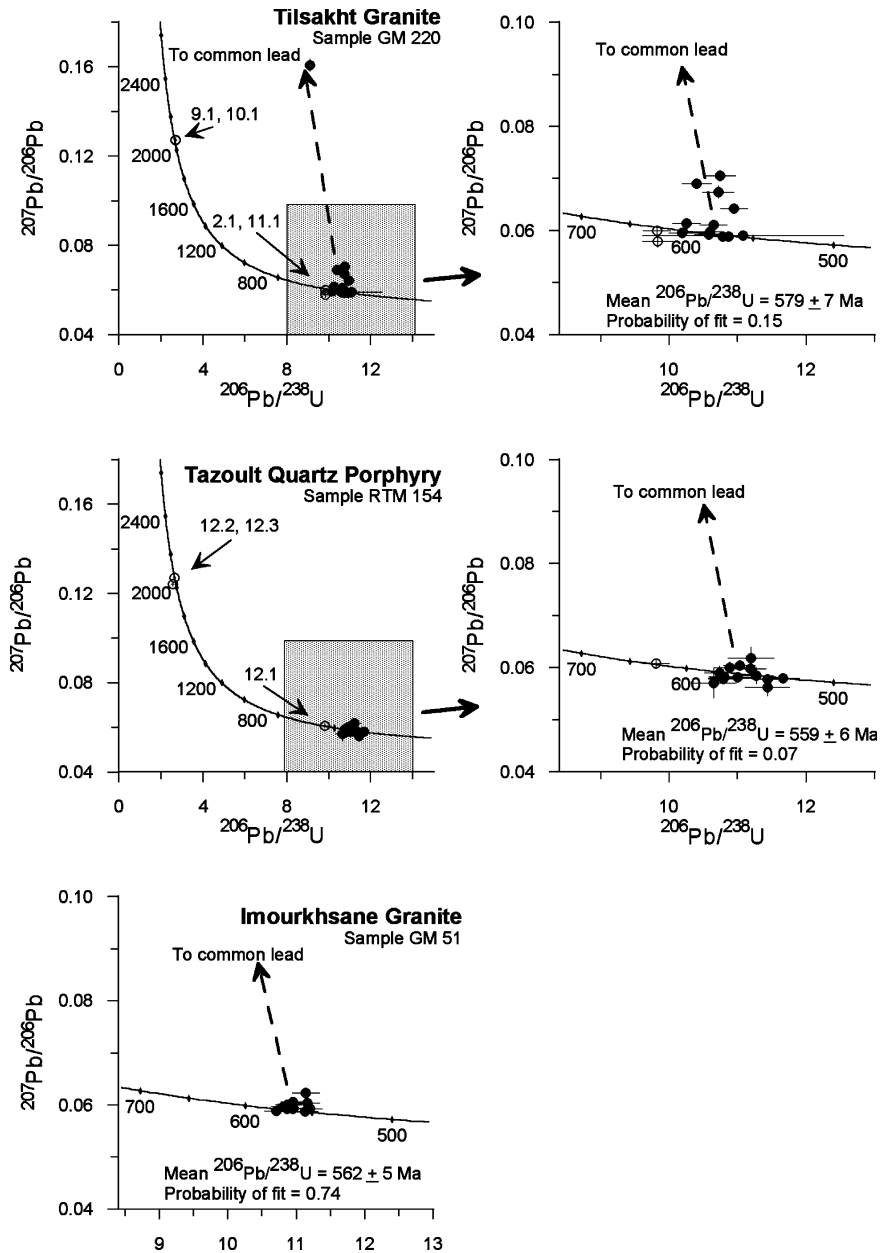 Tilsakht Granite
Sample GM 220
To common lead
207Pb/206Pb
0.16
0.12
0.08
0.04
2400
2000
1600
1200
800
9.1, 10.1
2.1, 11.1
0 4 8 12
206Pb/238U
To common lead
207Pb/206Pb
0.10
0.08
0.06
0.04
700
600
500
Mean 206Pb/238U = 579 ± 7 Ma
Probability of fit = 0.15
10 12
206Pb/238U
Tazoult Quartz Porphyry
Sample RTM 154
207Pb/206Pb
0.16
0.12
0.08
0.04
2400
2000
1600
1200
800
12.2, 12.3
12.1
0 4 8 12
206Pb/238U
To common lead
207Pb/206Pb
0.10
0.08
0.06
0.04
700
600
500
Mean 206Pb/238U = 559 ± 6 Ma
Probability of fit = 0.07
10 12
206Pb/238U
Imourkhsane Granite
Sample GM 51
To common lead
207Pb/206Pb
0.10
0.08
0.06
0.04
700
600
500
Mean 206Pb/238U = 562 ± 5 Ma
Probability of fit = 0.74
9 10 11 12 13